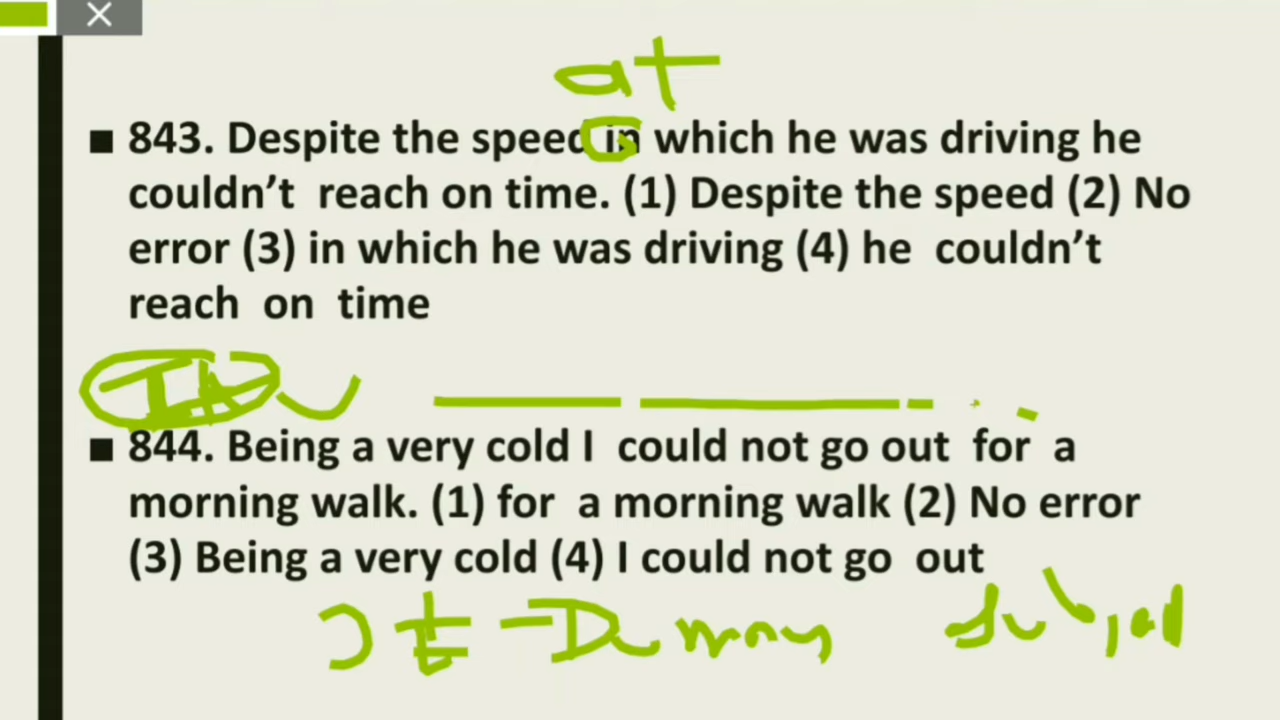 at
■ 843. Despite the speed in which he was driving he
couldn’t reach on time. (1) Despite the speed (2) No
error (3) in which he was driving (4) he couldn’t
reach on time
■ 844. Being a very cold I could not go out for a
morning walk. (1) for a morning walk (2) No error
(3) Being a very cold (4) I could not go out
It - Dummy